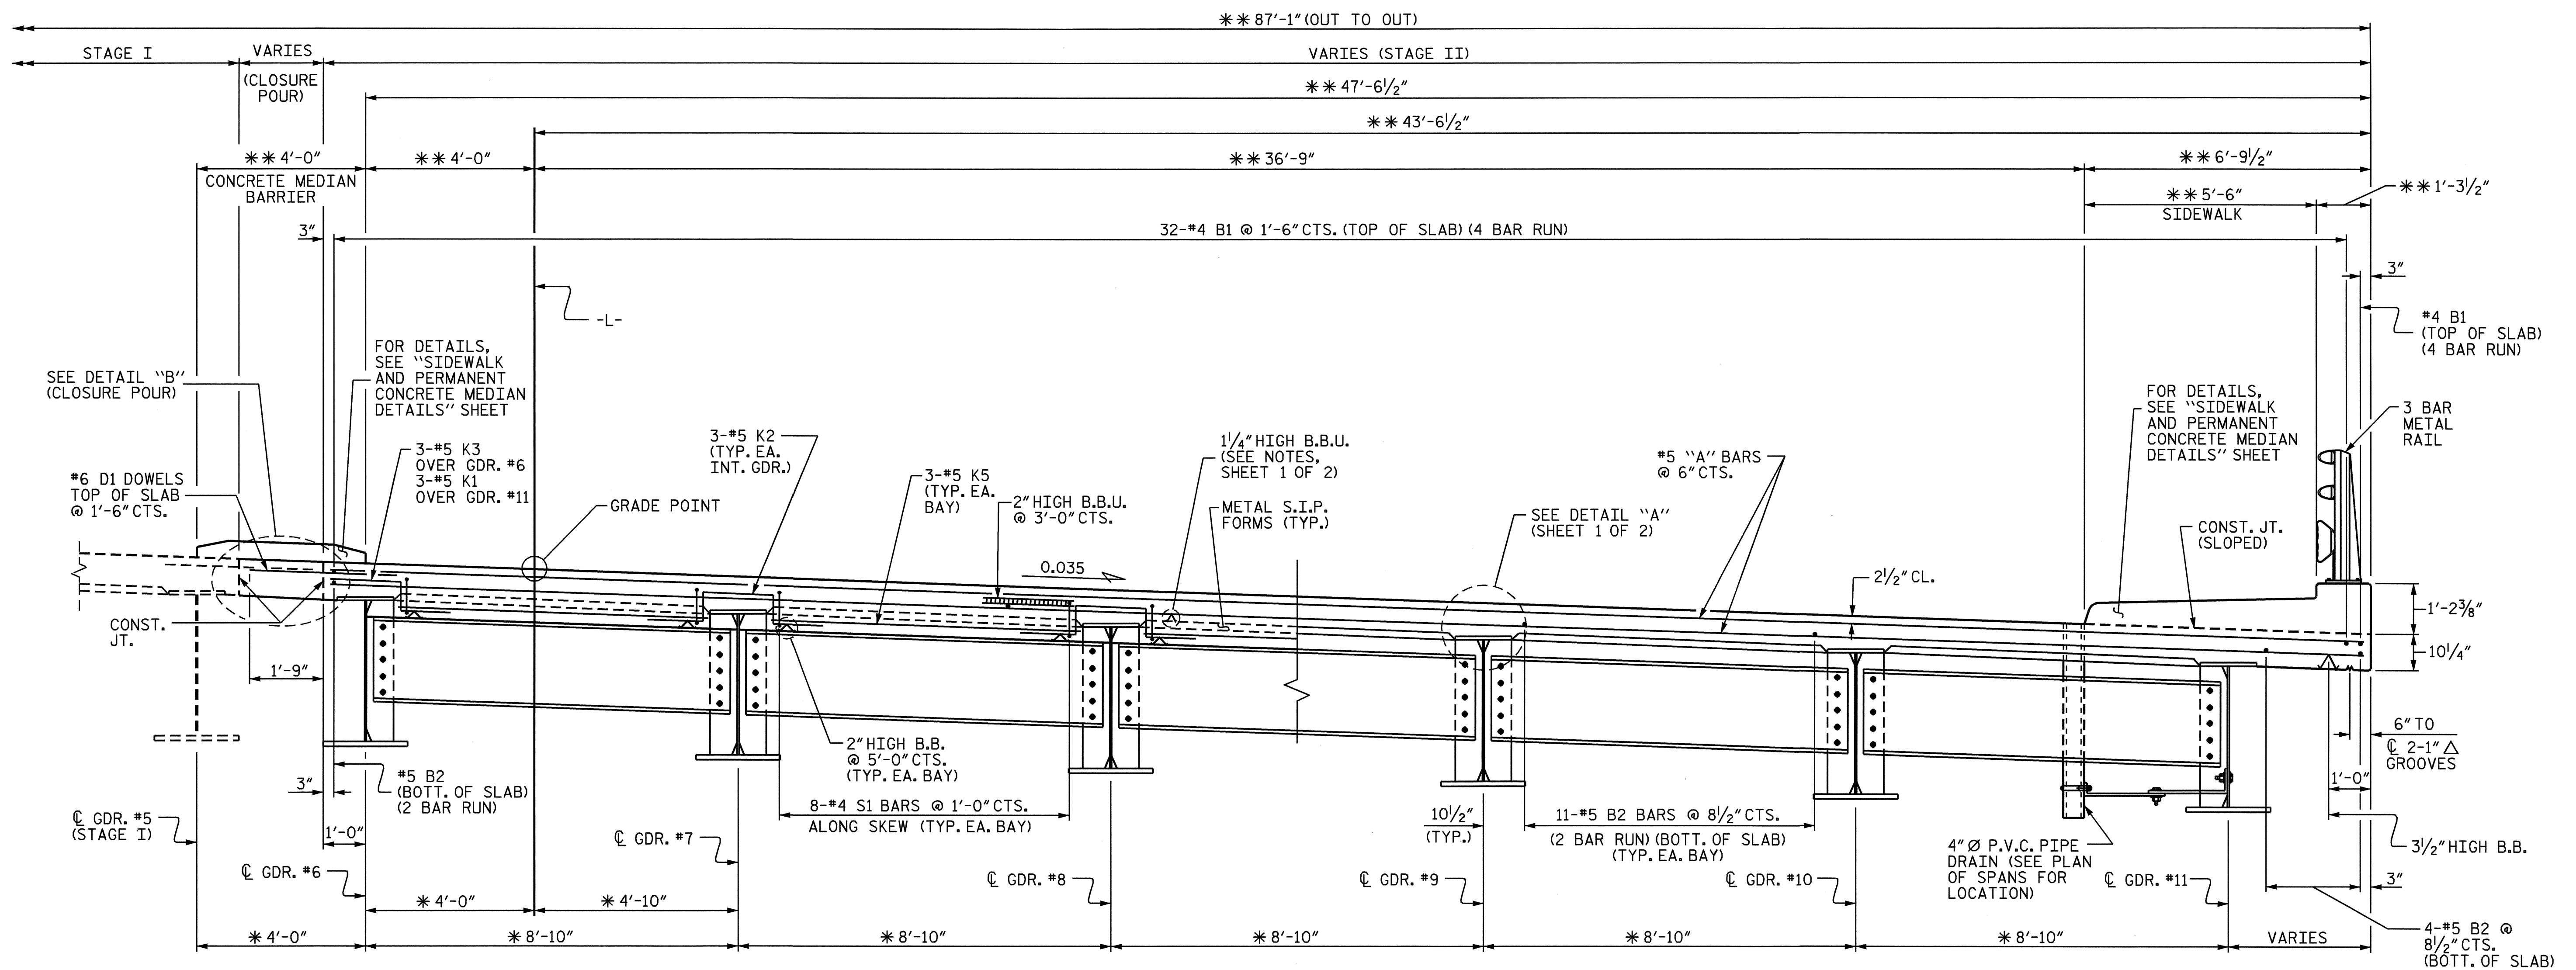 ✳✳ 87'-1" (OUT TO OUT)
STAGE I
VARIES
(CLOSURE
POUR)
VARIES (STAGE II)
✳✳ 47'-6½"
✳✳ 43'-6½"
✳✳ 4'-0"
CONCRETE MEDIAN
BARRIER
✳✳ 4'-0"
✳✳ 36'-9"
✳✳ 6'-9½"
✳✳ 5'-6"
SIDEWALK
✳✳ 1'-3½"
3"
32-#4 B1 @ 1'-6" CTS. (TOP OF SLAB) (4 BAR RUN)
3"
-L-
#4 B1
(TOP OF SLAB)
(4 BAR RUN)
SEE DETAIL "B"
(CLOSURE POUR)
FOR DETAILS,
SEE "SIDEWALK
AND PERMANENT
CONCRETE MEDIAN
DETAILS" SHEET
#6 D1 DOWELS
TOP OF SLAB
@ 1'-6" CTS.
3-#5 K3
OVER GDR. #6
3-#5 K1
OVER GDR. #11
GRADE POINT
3-#5 K2
(TYP. EA.
INT. GDR.)
3-#5 K5
(TYP. EA.
BAY)
2" HIGH B.B.U.
@ 3'-0" CTS.
1¼" HIGH B.B.U.
(SEE NOTES,
SHEET 1 OF 2)
METAL S.I.P.
FORMS (TYP.)
SEE DETAIL "A"
(SHEET 1 OF 2)
#5 "A" BARS
@ 6" CTS.
FOR DETAILS,
SEE "SIDEWALK
AND PERMANENT
CONCRETE MEDIAN
DETAILS" SHEET
3 BAR
METAL
RAIL
CONST. JT.
(SLOPED)
0.035
2½" CL.
1'-2⅜"
10¼"
CONST.
JT.
1'-9"
3"
#5 B2
(BOTT. OF SLAB)
(2 BAR RUN)
1'-0"
2" HIGH B.B.
@ 5'-0" CTS.
(TYP. EA. BAY)
8-#4 S1 BARS @ 1'-0" CTS.
ALONG SKEW (TYP. EA. BAY)
10½"
(TYP.)
11-#5 B2 BARS @ 8½" CTS.
(2 BAR RUN) (BOTT. OF SLAB)
(TYP. EA. BAY)
6" TO
℄ 2-1" △
GROOVES
1'-0"
4" Ø P.V.C. PIPE
DRAIN (SEE PLAN
OF SPANS FOR
LOCATION)
3½" HIGH B.B.
3"
℄ GDR. #5
(STAGE I)
℄ GDR. #6
℄ GDR. #7
℄ GDR. #8
℄ GDR. #9
℄ GDR. #10
℄ GDR. #11
✳ 4'-0"
✳ 4'-10"
✳ 4'-0"
✳ 8'-10"
✳ 8'-10"
✳ 8'-10"
✳ 8'-10"
✳ 8'-10"
VARIES
4-#5 B2 @
8½" CTS.
(BOTT. OF SLAB)